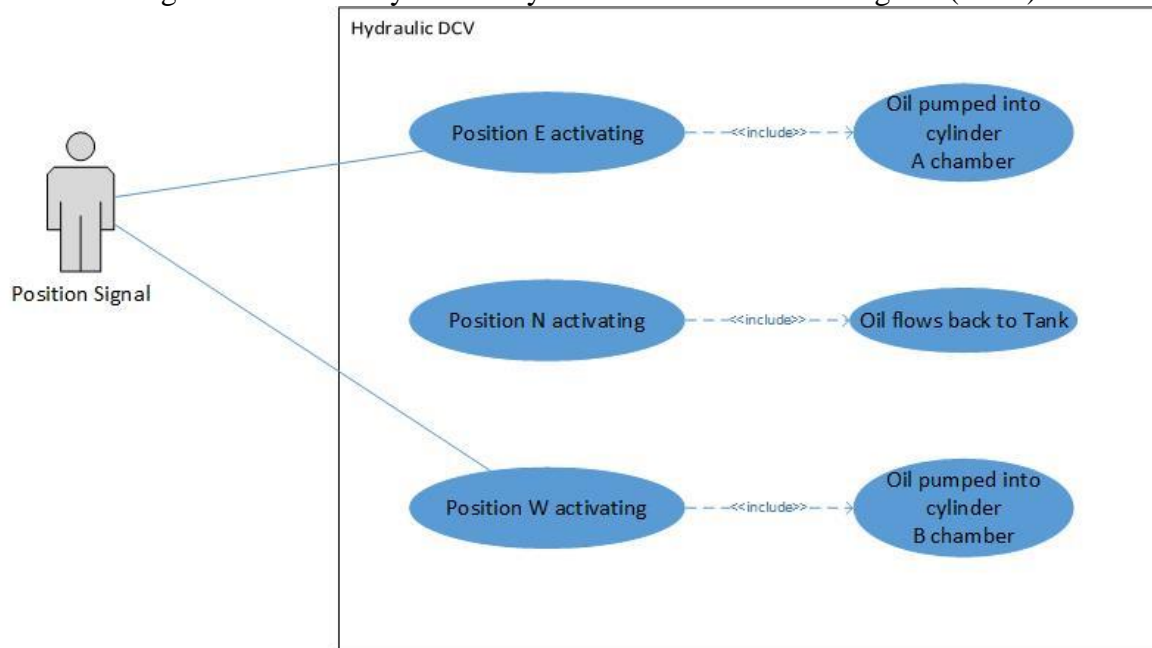 Hydraulic DCV
Position E activating
<<include>>
Oil pumped into
cylinder
A chamber
Position Signal
Position N activating
<<include>>
Oil flows back to Tank
Position W activating
<<include>>
Oil pumped into
cylinder
B chamber